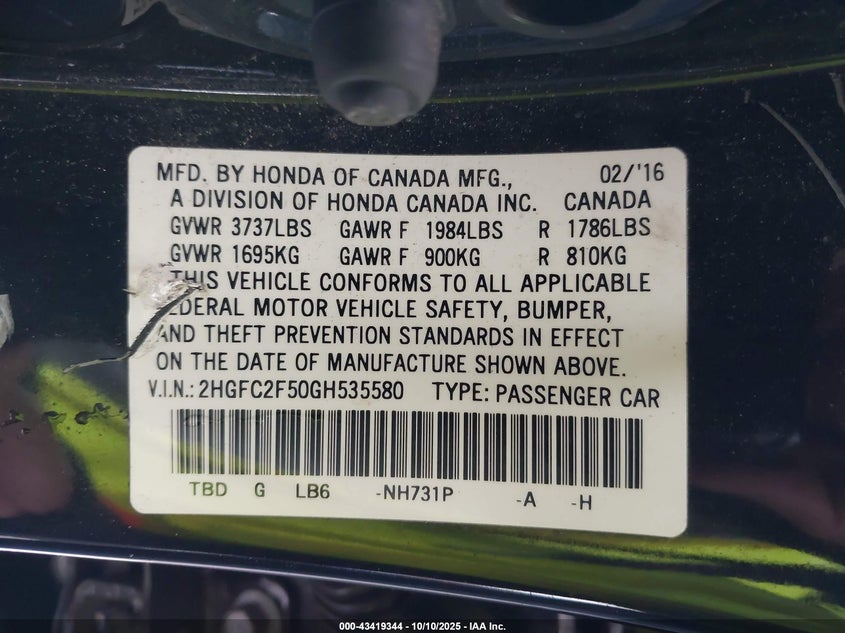 MFD. BY HONDA OF CANADA MFG., 02/'16
A DIVISION OF HONDA CANADA INC. CANADA
GVWR 3737LBS GAWR F 1984LBS R 1786LBS
GVWR 1695KG GAWR F 900KG R 810KG
THIS VEHICLE CONFORMS TO ALL APPLICABLE
FEDERAL MOTOR VEHICLE SAFETY, BUMPER,
AND THEFT PREVENTION STANDARDS IN EFFECT
ON THE DATE OF MANUFACTURE SHOWN ABOVE.
V.I.N.: 2HGFC2F50GH535580 TYPE: PASSENGER CAR
TBD G LB6 -NH731P -A -H
000-43419344 - 10/10/2025 - IAA Inc.